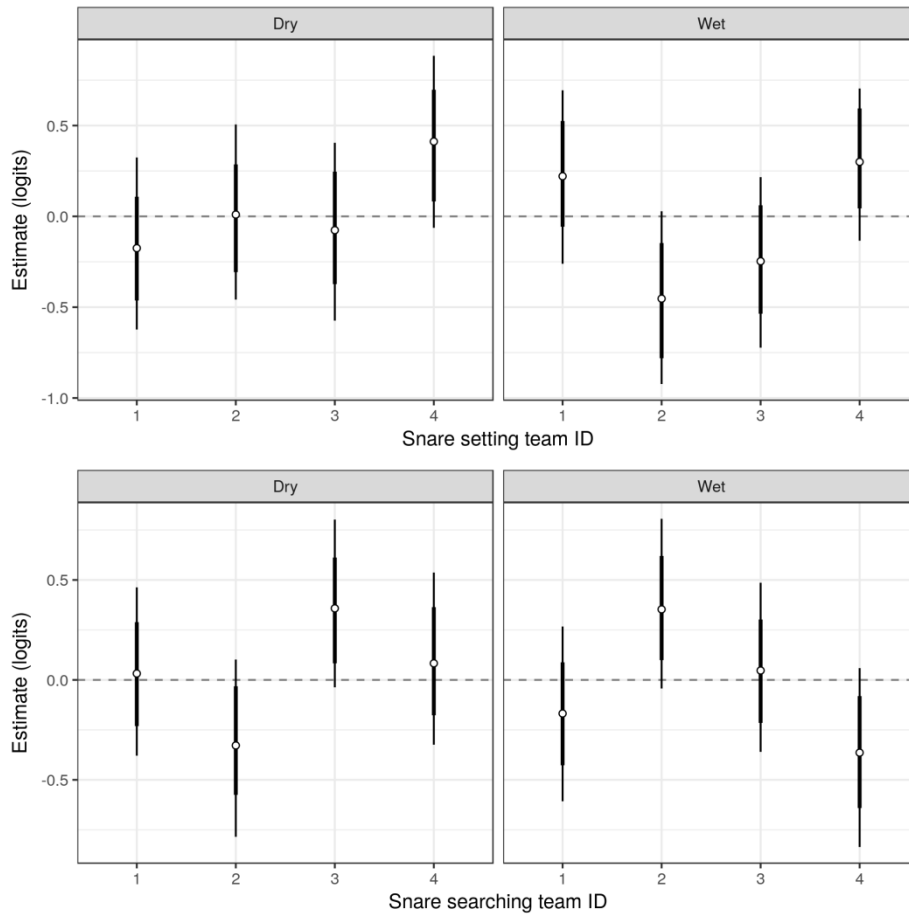 Dry Wet
Estimate (logits)
0.5
0.0
-0.5
-1.0
1 2 3 4 1 2 3 4
Snare setting team ID
Dry Wet
Estimate (logits)
0.5
0.0
-0.5
1 2 3 4 1 2 3 4
Snare searching team ID